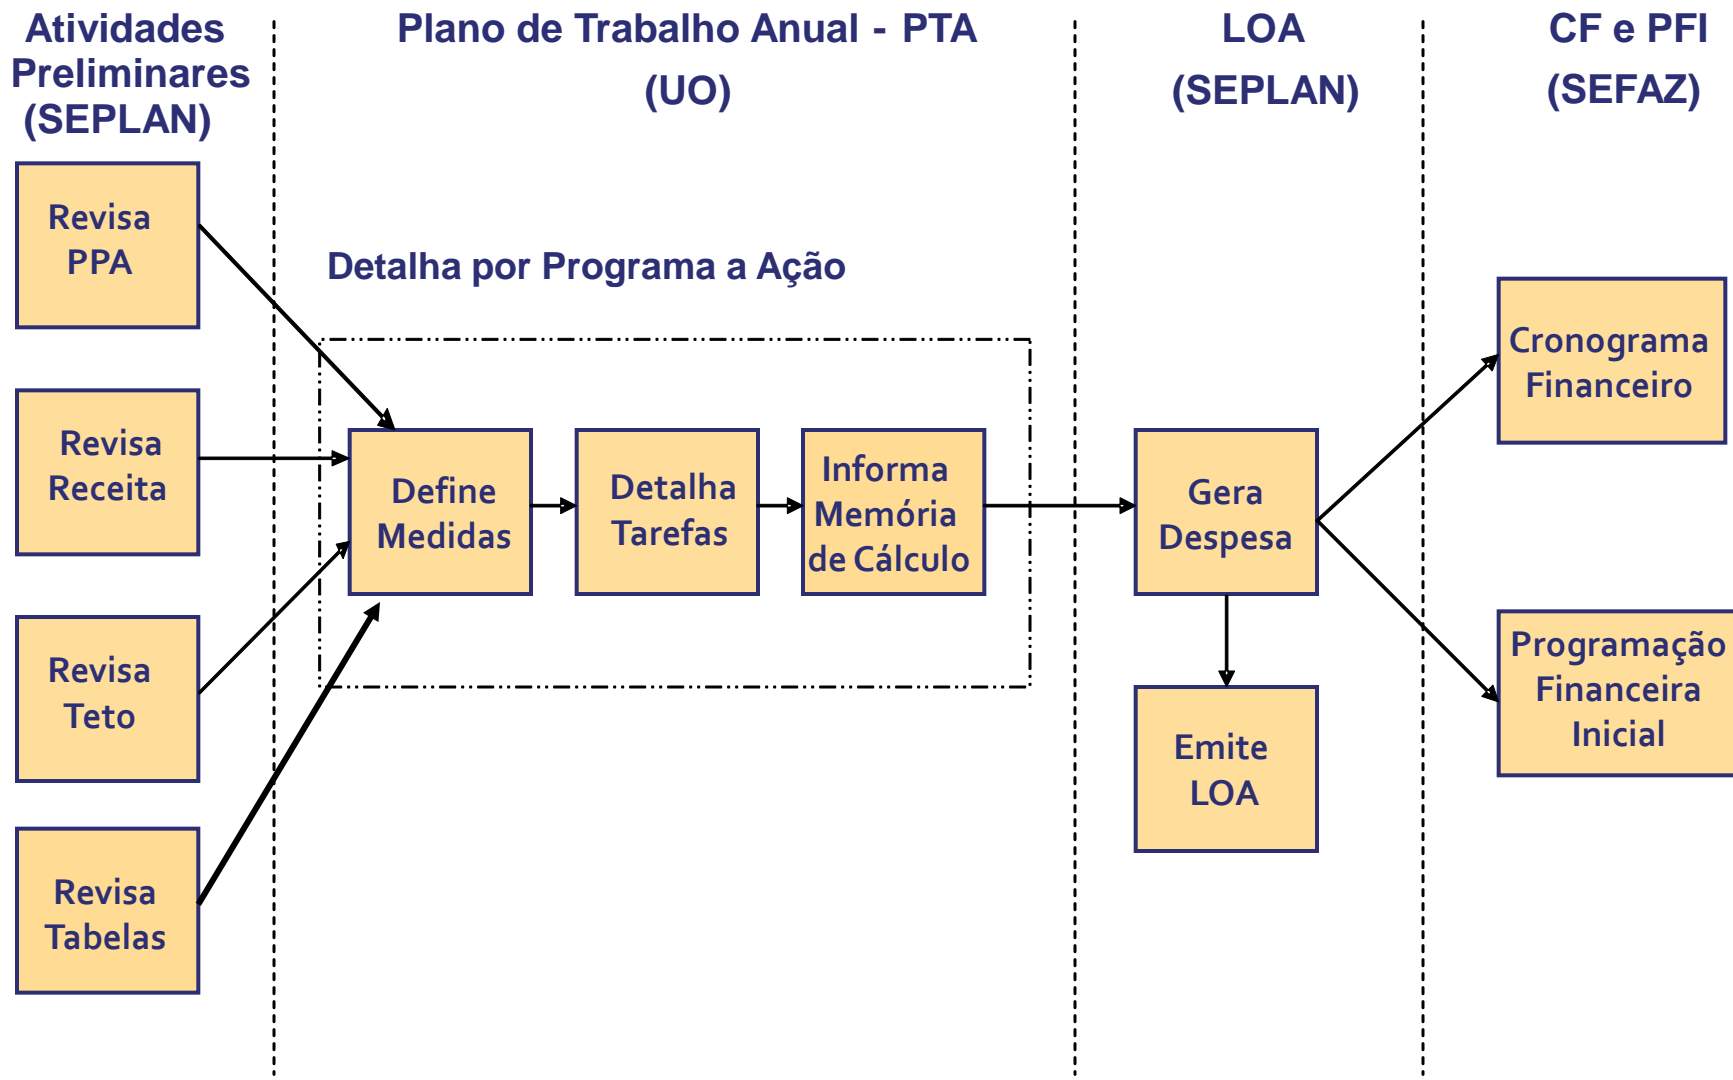 Atividades
Preliminares
(SEPLAN)
Plano de Trabalho Anual - PTA
(UO)
LOA
(SEPLAN)
CF e PFI
(SEFAZ)
Revisa
PPA
Revisa
Receita
Revisa
Teto
Revisa
Tabelas
Detalha por Programa a Ação
Define
Medidas
Detalha
Tarefas
Informa
Memória
de Cálculo
Gera
Despesa
Emite
LOA
Cronograma
Financeiro
Programação
Financeira
Inicial